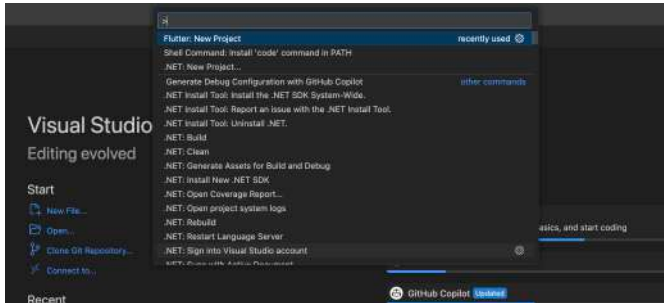 >
Flutter: New Project
recently used
Shell Command: Install 'code' command in PATH
.NET: New Project...
Generate Debug Configuration with GitHub Copilot
other commands
.NET Install Tool: Install the .NET SDK System-Wide.
.NET Install Tool: Report an issue with the .NET Install Tool.
.NET Install Tool: Uninstall .NET.
.NET: Build
.NET: Clean
.NET: Generate Assets for Build and Debug
.NET: Install New .NET SDK
.NET: Open Coverage Report...
.NET: Open project system logs
.NET: Rebuild
.NET: Restart Language Server
.NET: Sign into Visual Studio account
.NET: Sync with Active Document
Visual Studio
Editing evolved
Start
New File...
Open...
Clone Git Repository...
Connect to...
Recent
asics, and start coding
GitHub Copilot Updated